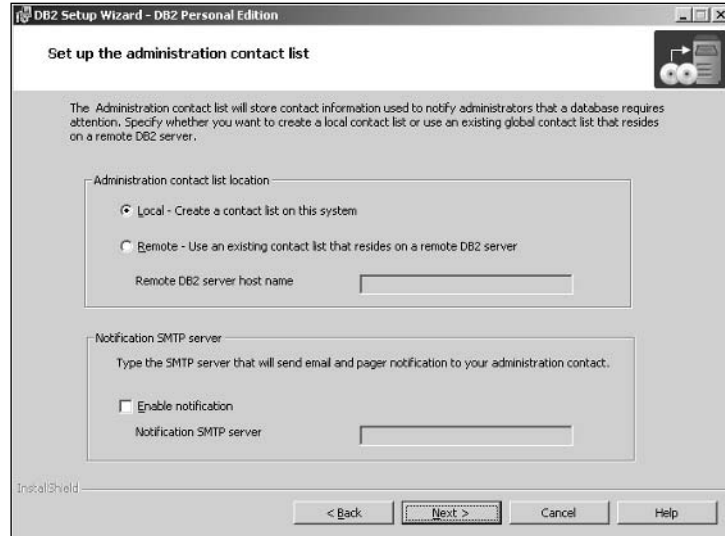 DB2 Setup Wizard - DB2 Personal Edition
Set up the administration contact list
The Administration contact list will store contact information used to notify administrators that a database requires
attention. Specify whether you want to create a local contact list or use an existing global contact list that resides
on a remote DB2 server.
Administration contact list location
Local - Create a contact list on this system
Remote - Use an existing contact list that resides on a remote DB2 server
Remote DB2 server host name
Notification SMTP server
Type the SMTP server that will send email and pager notification to your administration contact.
Enable notification
Notification SMTP server
InstallShield
< Back Next > Cancel Help